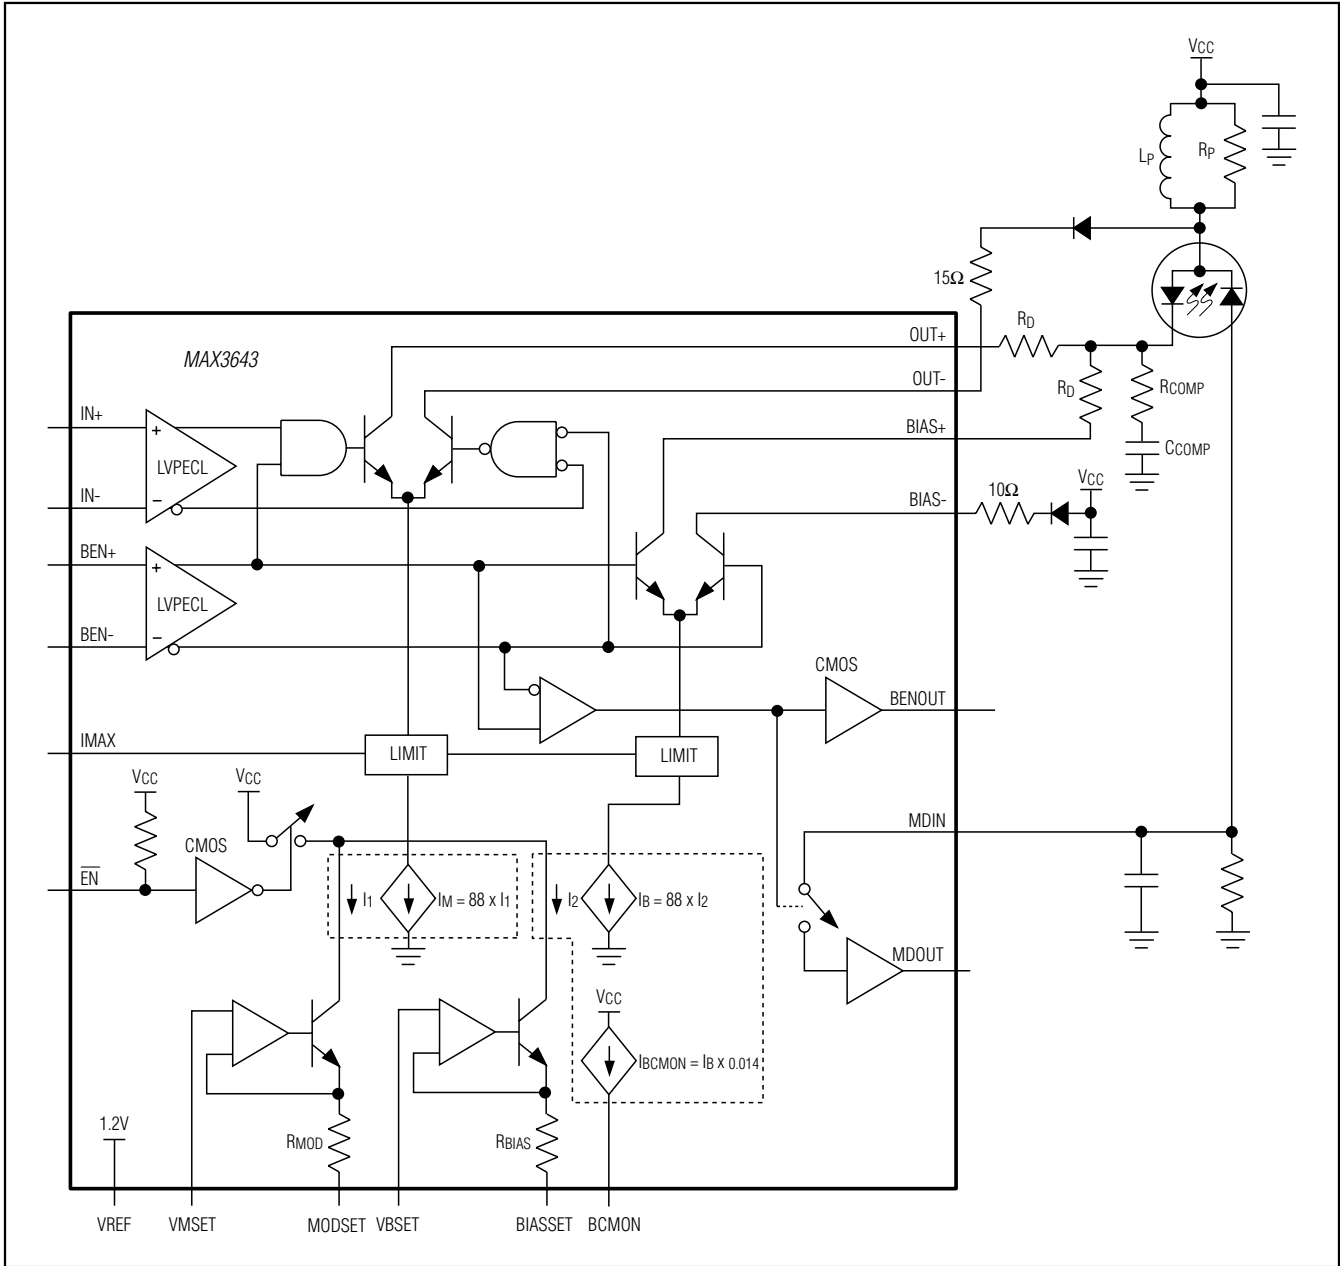 VCC
LP
RP
15Ω
RD
OUT+
MAX3643
OUT-
RD
RCOMP
IN+
BIAS+
+
LVPECL
CCOMP
VCC
−
IN-
10Ω
BIAS-
BEN+
+
LVPECL
−
BEN-
CMOS
BENOUT
IMAX
LIMIT
LIMIT
VCC
VCC
MDIN
CMOS
EN
I1
IM = 88 x I1
I2
IB = 88 x I2
MDOUT
VCC
IBCMON = IB x 0.014
1.2V
RMOD
RBIAS
VREF
VMSET
MODSET
VBSET
BIASSET
BCMON